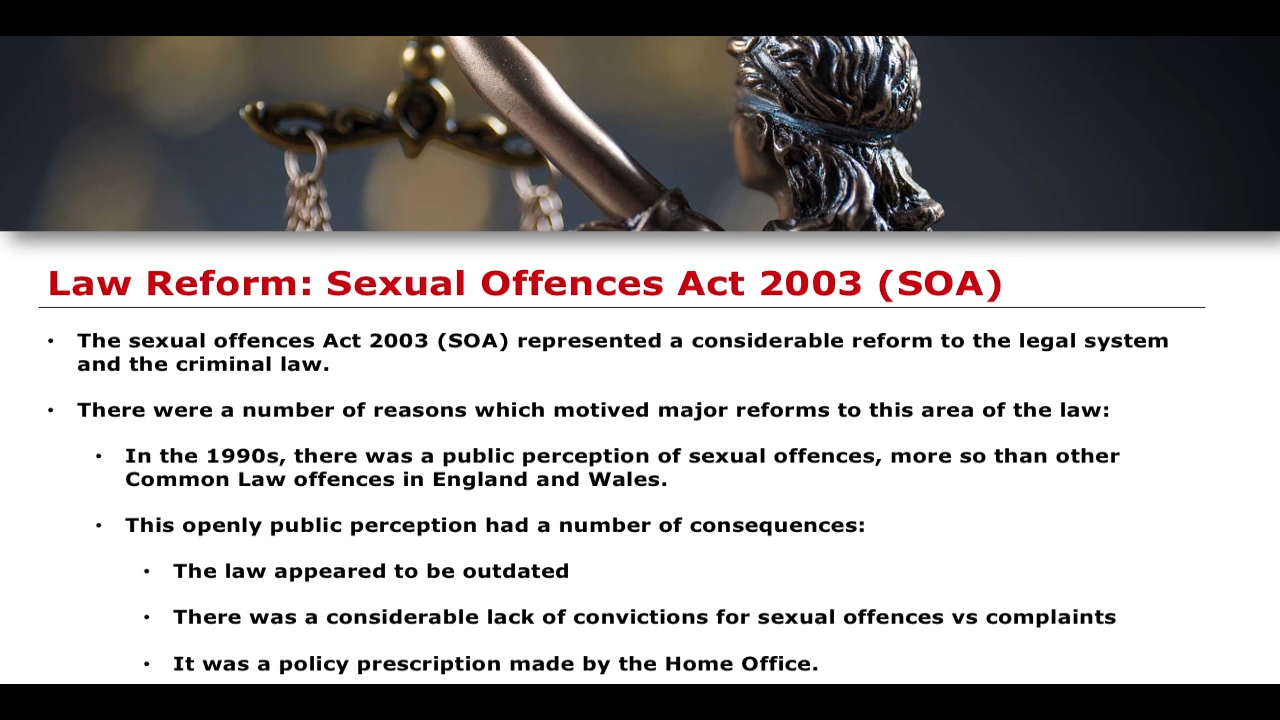 Law Reform: Sexual Offences Act 2003 (SOA)
• The sexual offences Act 2003 (SOA) represented a considerable reform to the legal system
and the criminal law.
• There were a number of reasons which motived major reforms to this area of the law:
• In the 1990s, there was a public perception of sexual offences, more so than other
Common Law offences in England and Wales.
• This openly public perception had a number of consequences:
• The law appeared to be outdated
• There was a considerable lack of convictions for sexual offences vs complaints
• It was a policy prescription made by the Home Office.